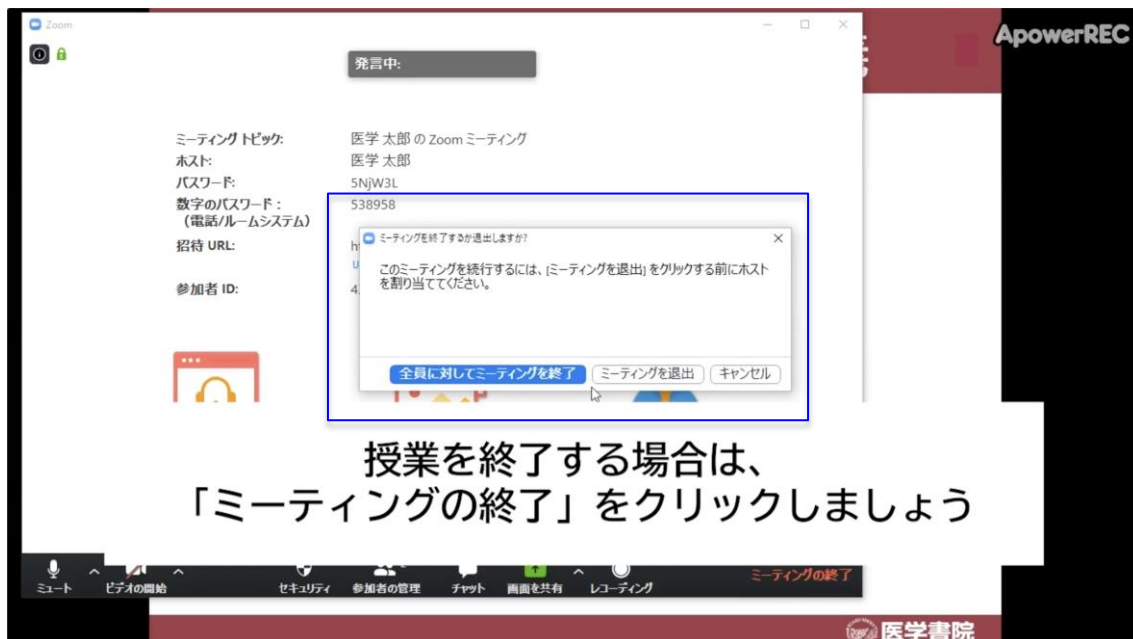 Zoom
ApowerREC
発言中:
ミーティング トピック: 医学 太郎 の Zoom ミーティング
ホスト: 医学 太郎
パスワード: 5NjW3L
数字のパスワード: 538958
(電話/ルームシステム)
招待 URL:
参加者 ID:
ミーティングを終了するか退出しますか?
このミーティングを続行するには、[ミーティングを退出] をクリックする前にホスト
を割り当ててください。
全員に対してミーティングを終了 ミーティングを退出 キャンセル
授業を終了する場合は、
「ミーティングの終了」をクリックしましょう
ミュート ビデオの開始 セキュリティ 参加者の管理 チャット 画面を共有 レコーディング ミーティングの終了
医学書院